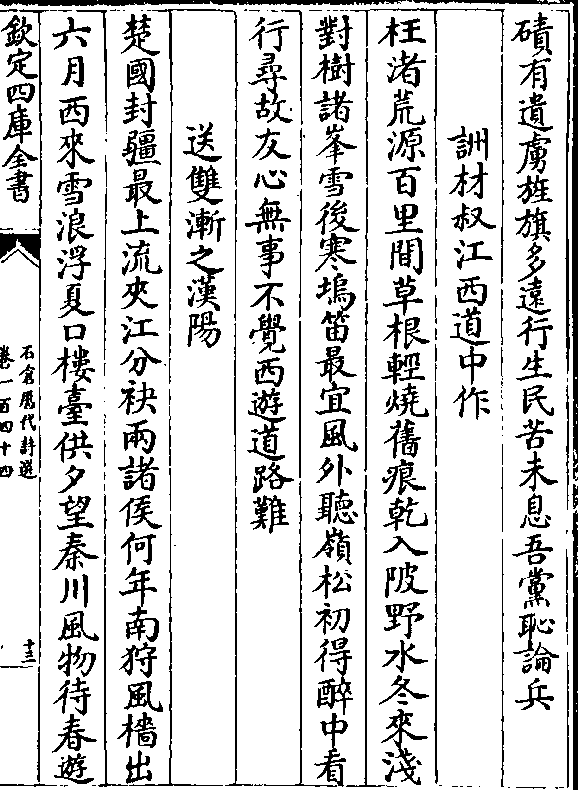 磧有遺虜旌旗多遠行生民苦未息吾黨恥論兵
詶材叔江西道中作
枉渚荒源百里間草根輕燒舊痕乾入陂野水冬來淺
對樹諸峯雪後寒塢笛最宜風外聽嶺松初得醉中看
行尋故友心無事不覺西遊道路難
送雙漸之漢陽
楚國封疆最上流夾江分袂兩諸侯何年南狩風檣出
六月西來雪浪浮夏口樓臺供夕望秦川風物待春遊
欽定四庫全書
石倉歷代詩選
卷一百四十四
十三